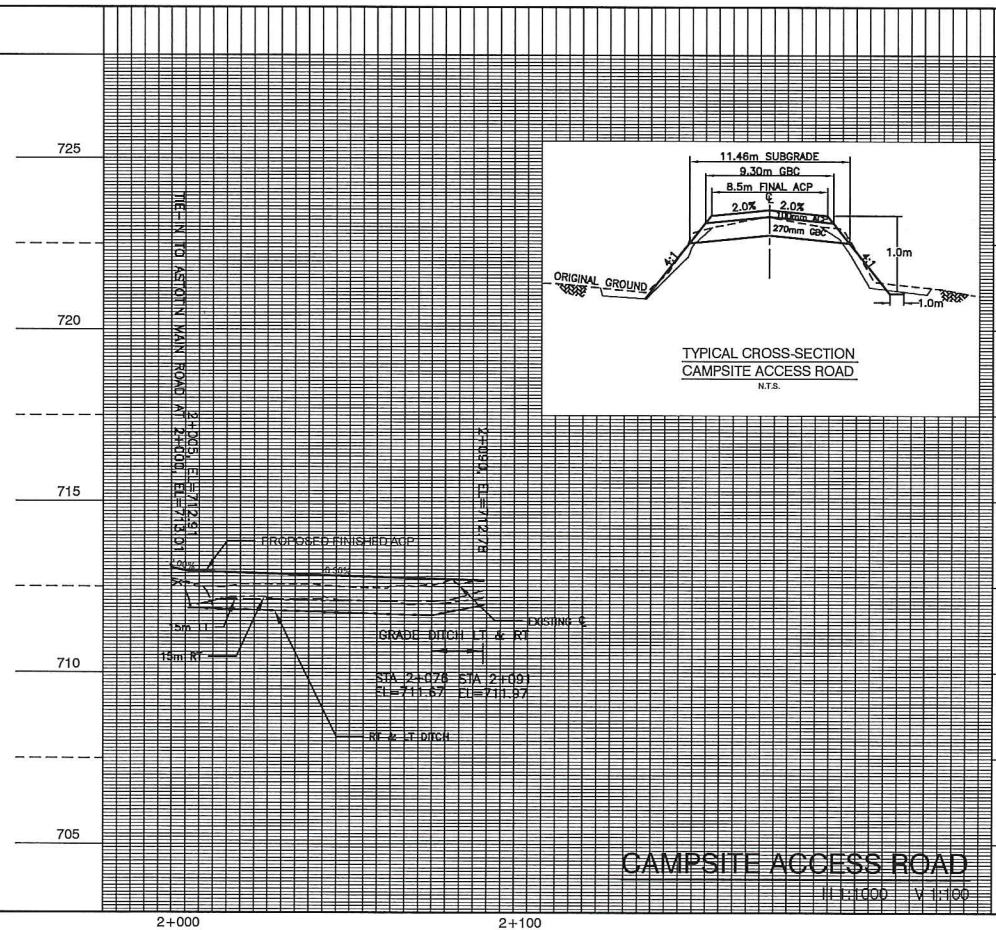 725
720
715
710
705
11.46m SUBGRADE
9.30m GBC
8.5m FINAL ACP
℄
2.0% 2.0%
100mm ACP
270mm GBC
4:1
4:1
1.0m
ORIGINAL GROUND
1.0m
TYPICAL CROSS-SECTION
CAMPSITE ACCESS ROAD
N.T.S.
TIE-IN TO ASTOTIN MAIN ROAD AT 2+000, EL=713.01
2+005, EL=712.91
2+090, EL=712.78
PROPOSED FINISHED ACP
15m LT
15m RT
EXISTING ℄
GRADE DITCH LT & RT
STA 2+076 STA 2+091
EL=711.67 EL=711.97
RT & LT DITCH
CAMPSITE ACCESS ROAD
H 1:1000 V 1:100
2+000
2+100